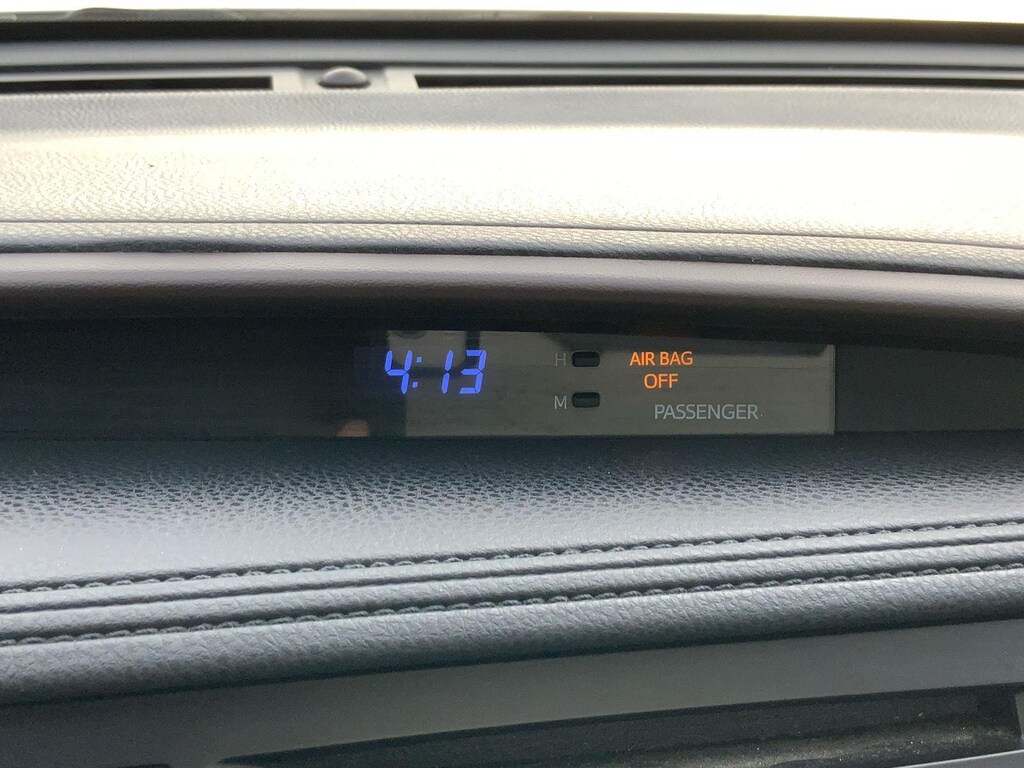 4:13
H
AIR BAG
OFF
M
PASSENGER